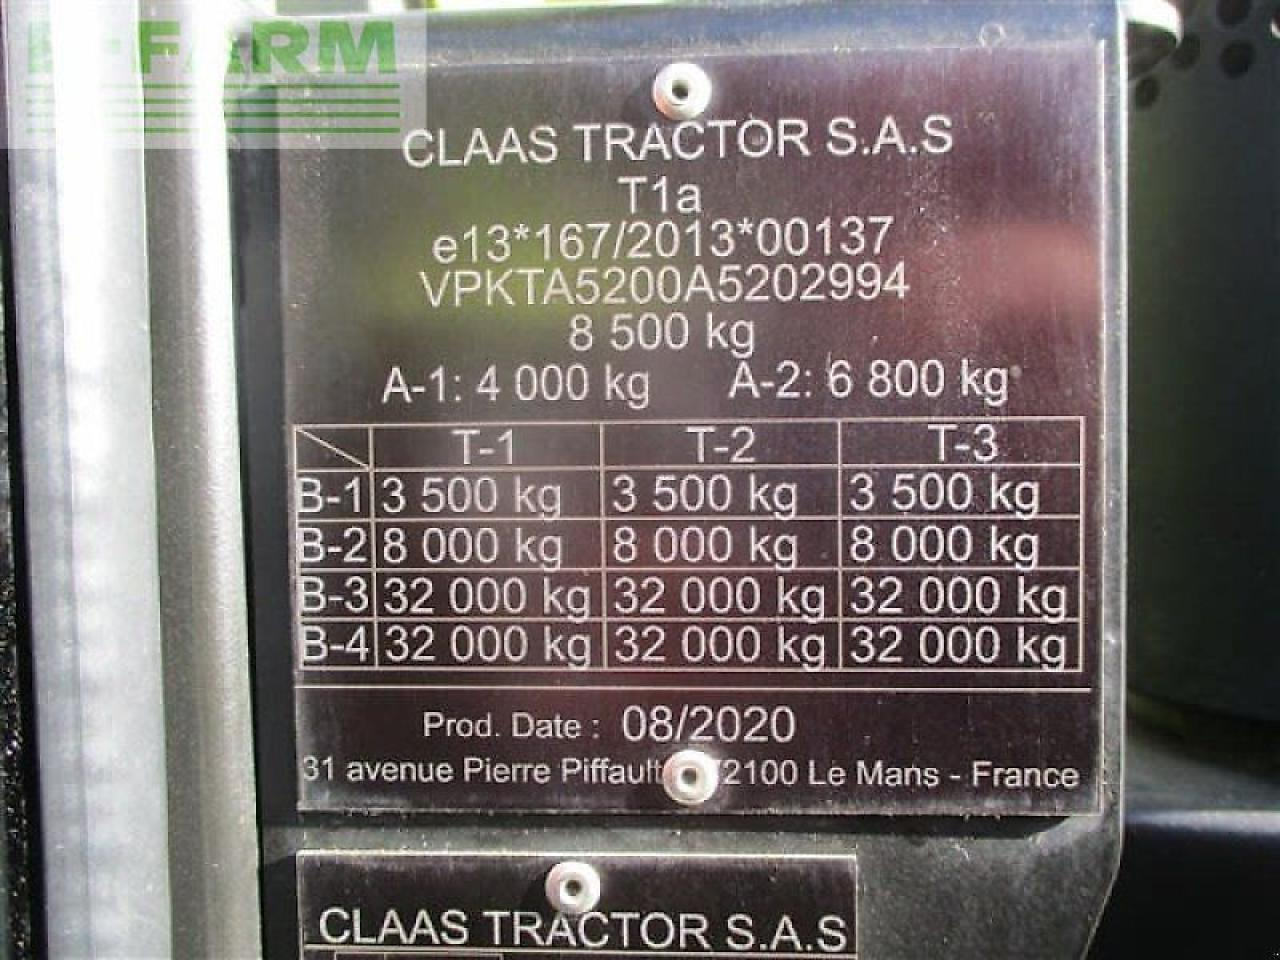 FARM
CLAAS TRACTOR S.A.S
T1a
e13*167/2013*00137
VPKTA5200A5202994
8 500 kg
A-1: 4 000 kg A-2: 6 800 kg
T-1 T-2 T-3
B-1 3 500 kg 3 500 kg 3 500 kg
B-2 8 000 kg 8 000 kg 8 000 kg
B-3 32 000 kg 32 000 kg 32 000 kg
B-4 32 000 kg 32 000 kg 32 000 kg
Prod. Date : 08/2020
31 avenue Pierre Piffault 72100 Le Mans - France
CLAAS TRACTOR S.A.S